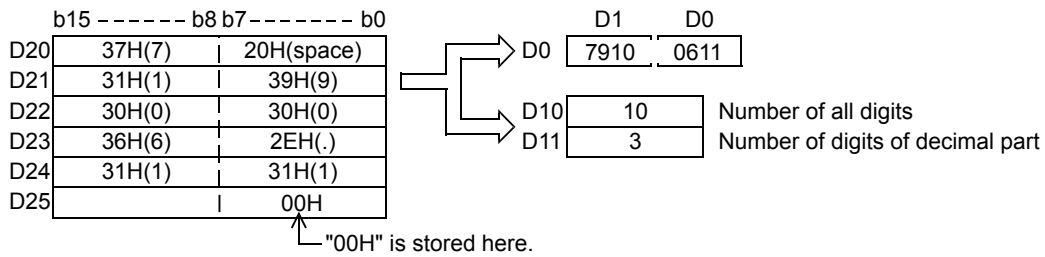 b15 – – – – – – b8 b7 – – – – – – – b0
D1 D0
D20 37H(7) 20H(space)
D0 7910 0611
D21 31H(1) 39H(9)
D22 30H(0) 30H(0)
D10 10 Number of all digits
D23 36H(6) 2EH(.)
D11 3 Number of digits of decimal part
D24 31H(1) 31H(1)
D25 00H
"00H" is stored here.